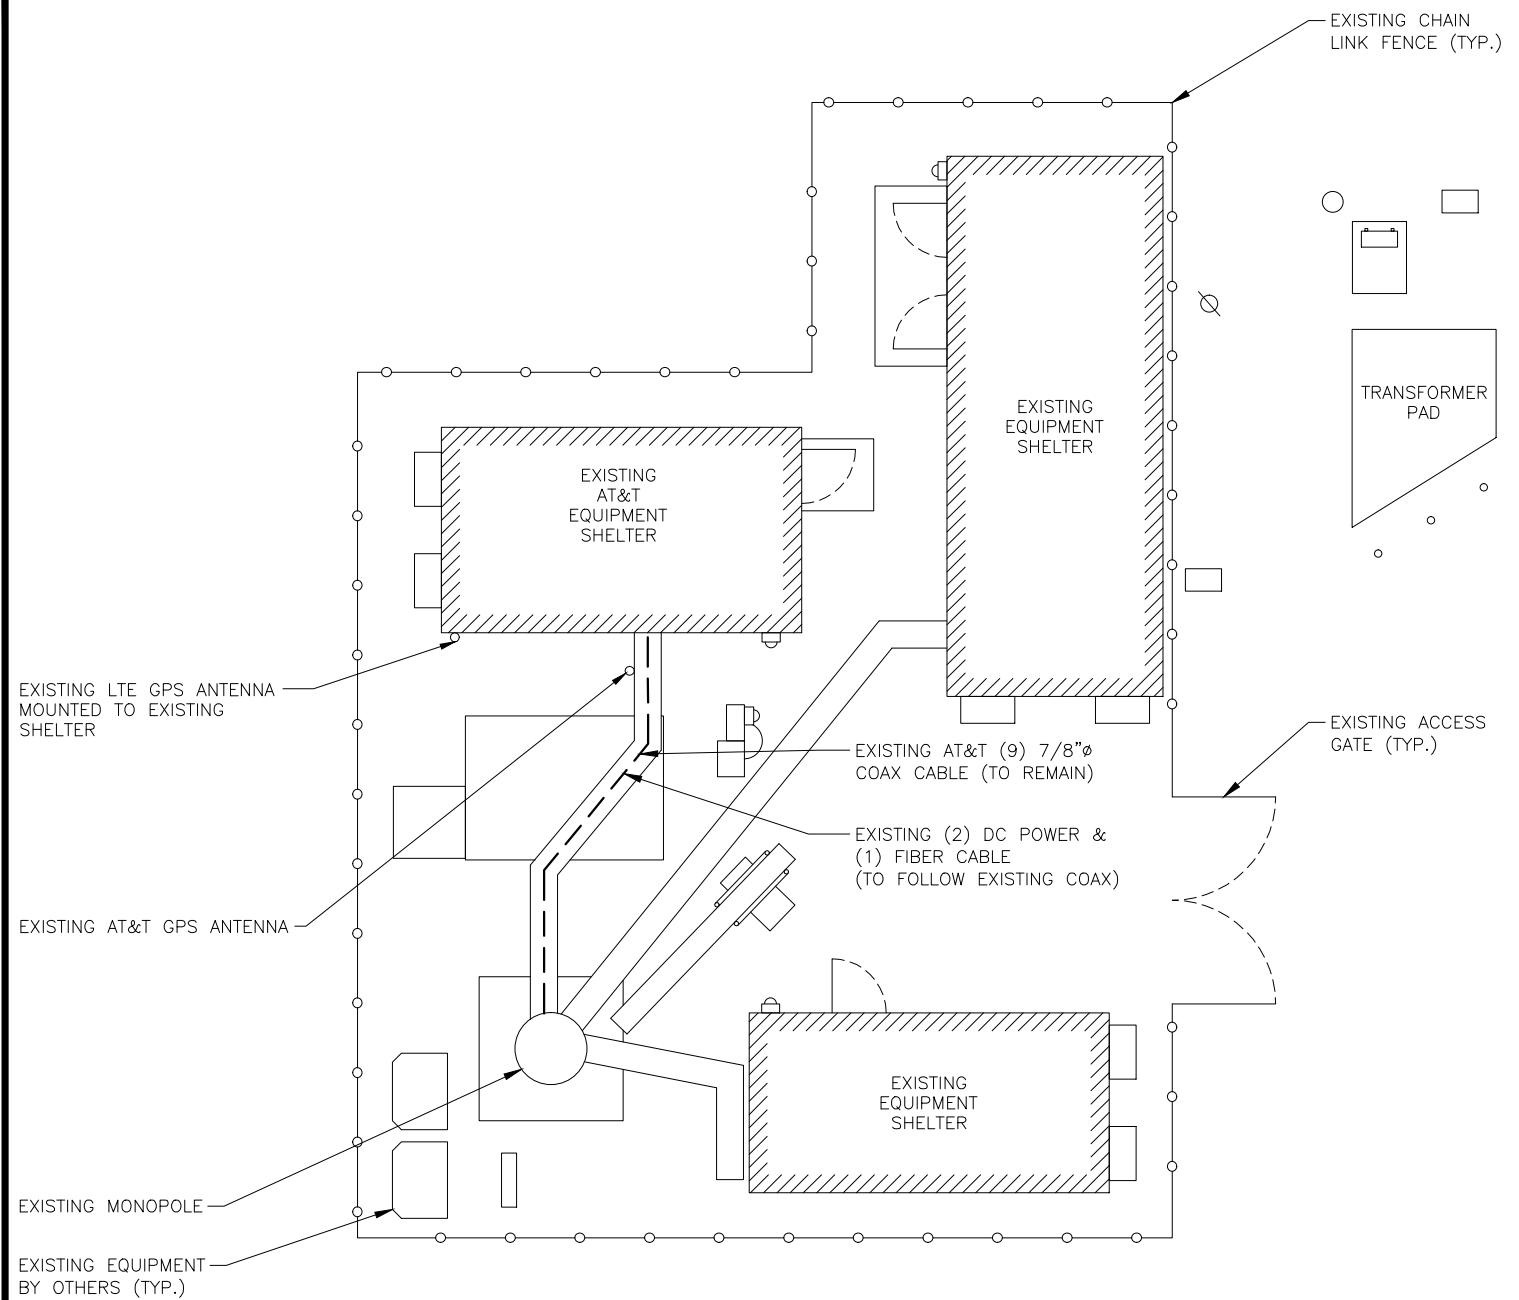 EXISTING CHAIN
LINK FENCE (TYP.)
TRANSFORMER
PAD
EXISTING
EQUIPMENT
SHELTER
EXISTING
AT&T
EQUIPMENT
SHELTER
EXISTING LTE GPS ANTENNA
MOUNTED TO EXISTING
SHELTER
EXISTING ACCESS
GATE (TYP.)
EXISTING AT&T (9) 7/8"ø
COAX CABLE (TO REMAIN)
EXISTING (2) DC POWER &
(1) FIBER CABLE
(TO FOLLOW EXISTING COAX)
EXISTING AT&T GPS ANTENNA
EXISTING
EQUIPMENT
SHELTER
EXISTING MONOPOLE
EXISTING EQUIPMENT
BY OTHERS (TYP.)